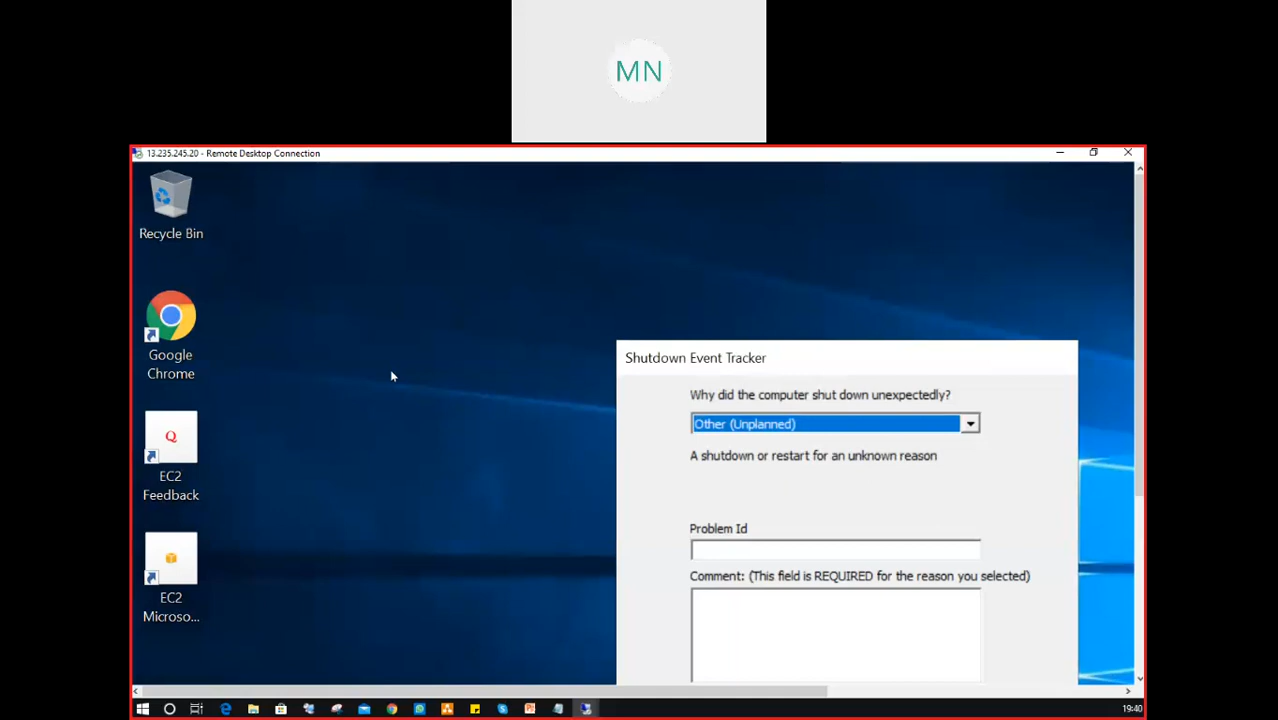 MN
13.235.245.20 - Remote Desktop Connection
Recycle Bin
Google
Chrome
EC2
Feedback
EC2
Microso...
Shutdown Event Tracker
Why did the computer shut down unexpectedly?
Other (Unplanned)
A shutdown or restart for an unknown reason
Problem Id
Comment: (This field is REQUIRED for the reason you selected)
19:40